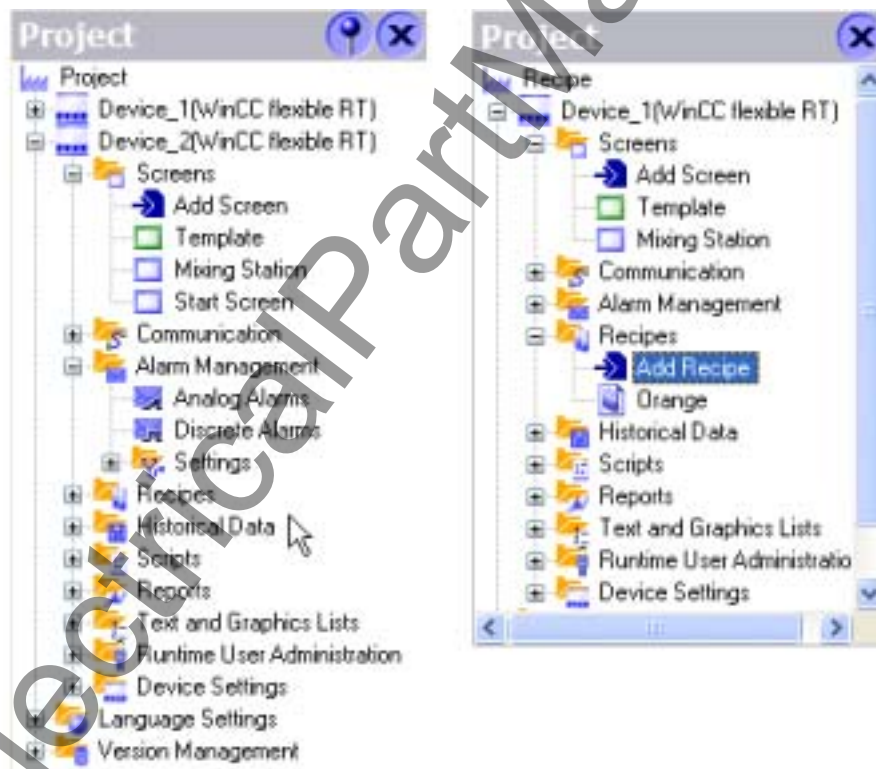 Project
Project
Device_1(WinCC flexible RT)
Device_2(WinCC flexible RT)
Screens
Add Screen
Template
Mixing Station
Start Screen
Communication
Alarm Management
Analog Alarms
Discrete Alarms
Settings
Recipes
Historical Data
Scripts
Reports
Text and Graphics Lists
Runtime User Administration
Device Settings
Language Settings
Version Management
Project
Recipe
Device_1(WinCC flexible RT)
Screens
Add Screen
Template
Mixing Station
Communication
Alarm Management
Recipes
Add Recipe
Orange
Historical Data
Scripts
Reports
Text and Graphics Lists
Runtime User Administratio
Device Settings
lectricalPartMa